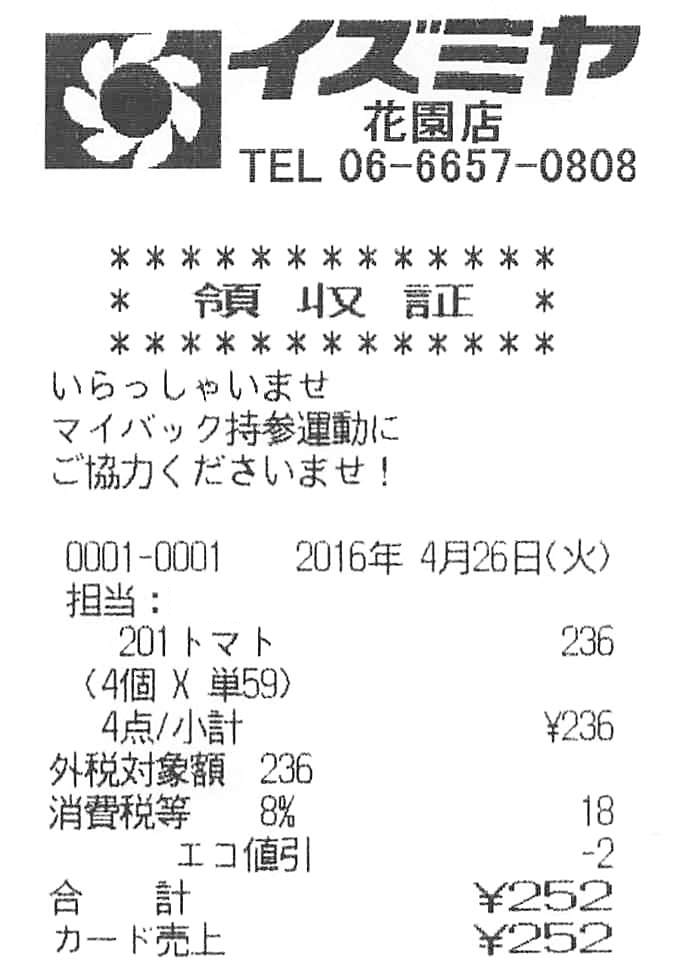 イズミヤ
花園店
TEL 06-6657-0808
*************
* 領収証 *
*************
いらっしゃいませ
マイバック持参運動に
ご協力くださいませ！
0001-0001 2016年 4月26日(火)
担当：
201トマト 236
(4個 X 単59)
4点/小計 ¥236
外税対象額 236
消費税等 8% 18
エコ値引 -2
合 計 ¥252
カード売上 ¥252